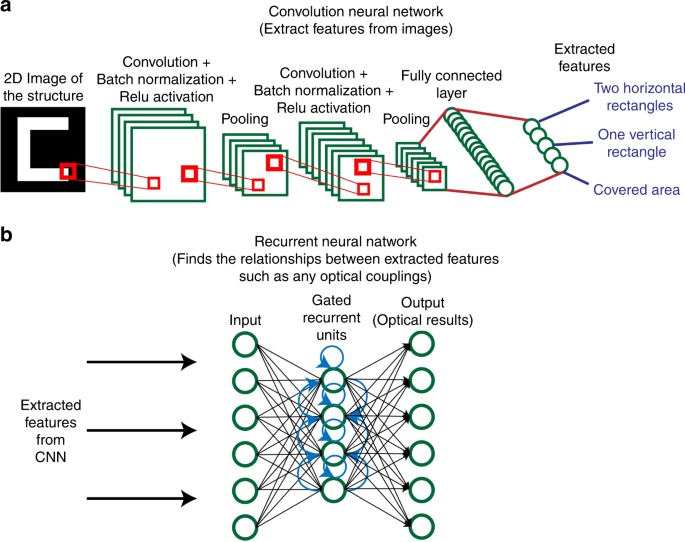 a
Convolution neural network
(Extract features from images)
2D Image of
the structure
Convolution +
Batch normalization +
Relu activation
Pooling
Convolution +
Batch normalization +
Relu activation
Pooling
Fully connected
layer
Extracted
features
Two horizontal
rectangles
One vertical
rectangle
Covered area
b
Recurrent neural natwork
(Finds the relationships between extracted features
such as any optical couplings)
Input
Gated
recurrent
units
Output
(Optical results)
Extracted
features from
CNN